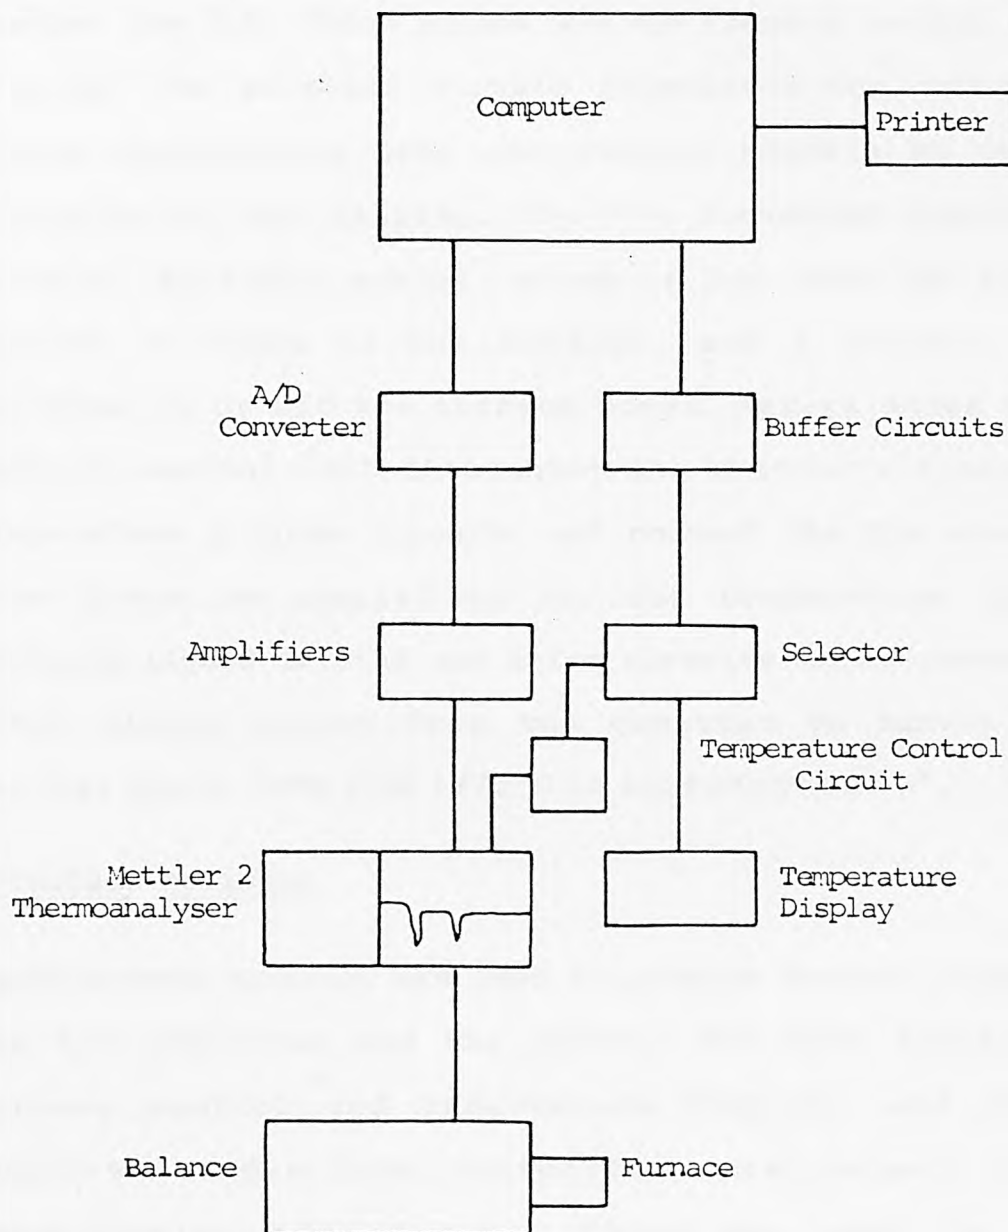 Computer
Printer
A/D
Converter
Buffer Circuits
Amplifiers
Selector
Temperature Control
Circuit
Mettler 2
Thermoanalyser
Temperature
Display
Balance
Furnace